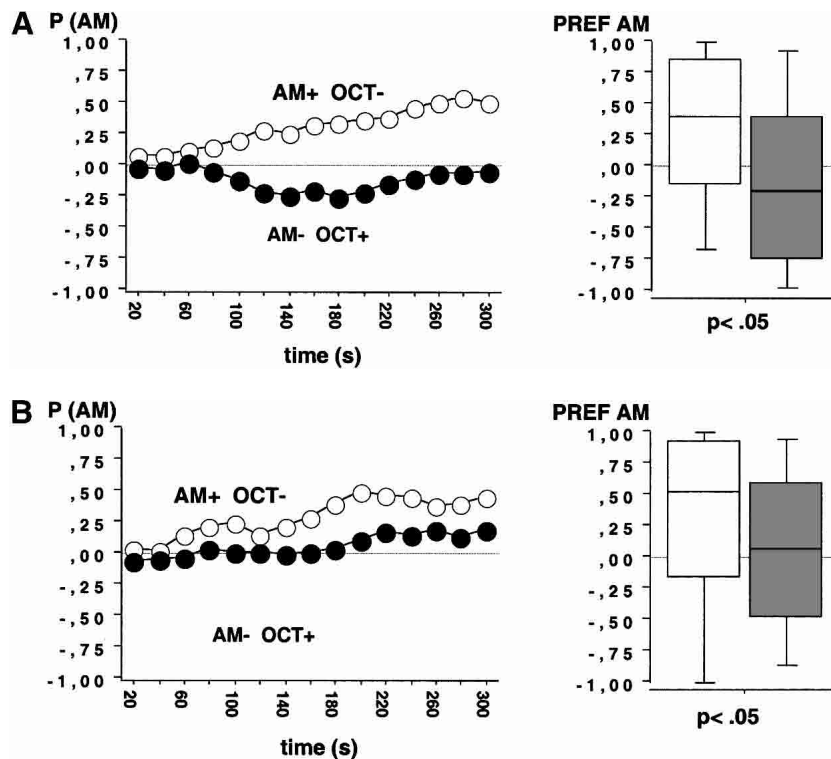 A P (AM)
1,00
,75
,50
,25
,00
-,25
-,50
-,75
-1,00
AM+ OCT-
AM- OCT+
20 60 100 140 180 220 260 300
time (s)
PREF AM
1,00
,75
,50
,25
,00
-,25
-,50
-,75
-1,00
p< .05
B P (AM)
1,00
,75
,50
,25
,00
-,25
-,50
-,75
-1,00
AM+ OCT-
AM- OCT+
20 60 100 140 180 220 260 300
time (s)
PREF AM
1,00
,75
,50
,25
,00
-,25
-,50
-,75
-1,00
p< .05